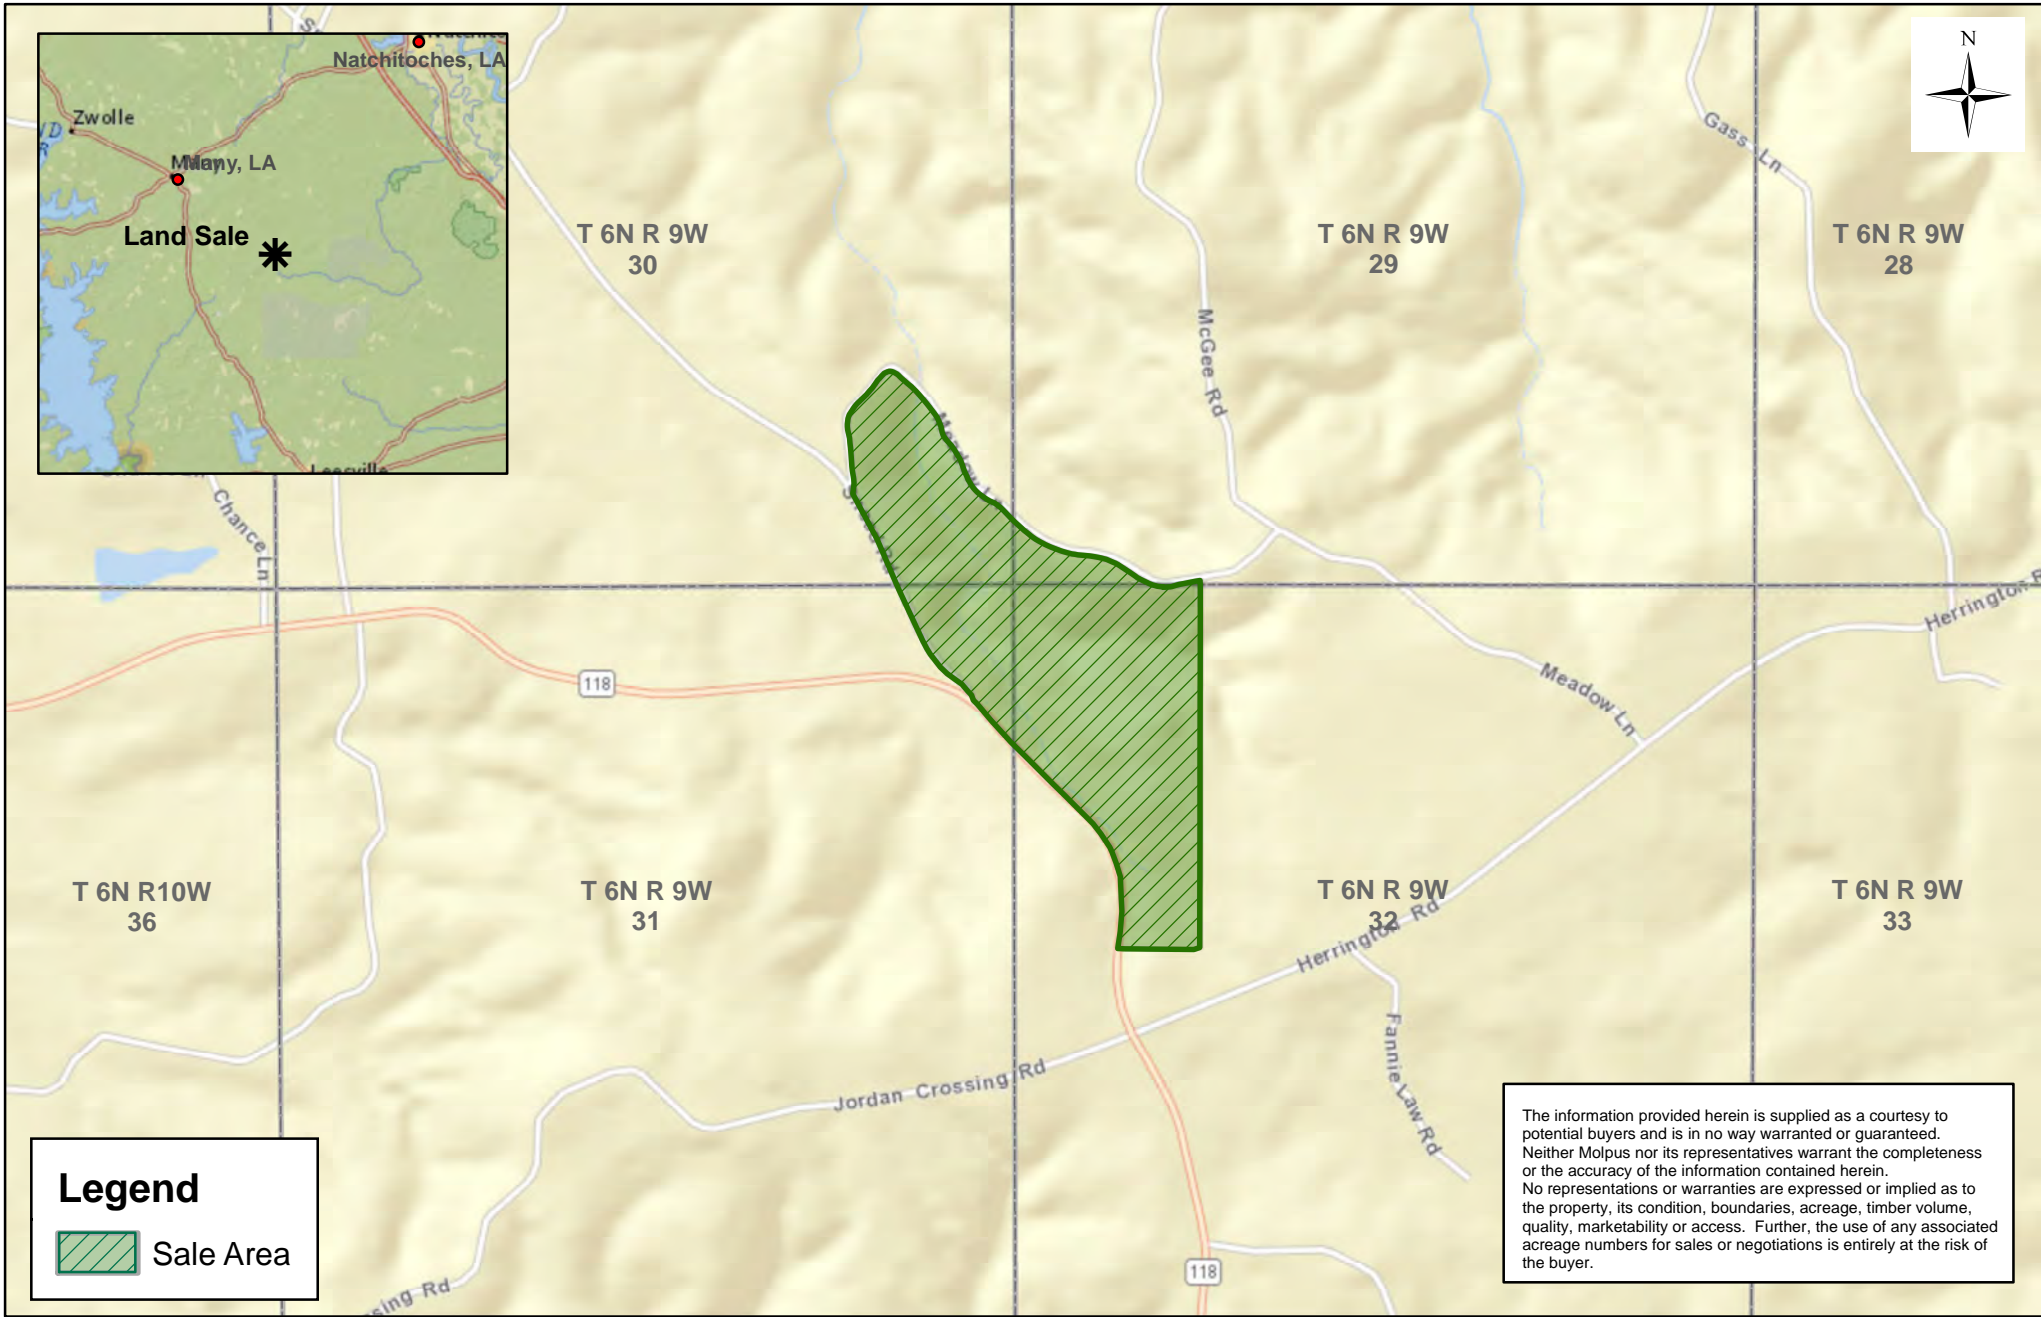 Natchitoches, LA
Zwolle
Many, LA
Land Sale
Leesville
N
Gass Ln
T 6N R 9W
30
T 6N R 9W
29
T 6N R 9W
28
McGee Rd
Meadow Ln
Chance Ln
Herrington R
118
Meadow Ln
T 6N R10W
36
T 6N R 9W
31
T 6N R 9W
32
T 6N R 9W
33
Herrington Rd
Fannie Law Rd
Jordan Crossing Rd
118
sing Rd
Legend
Sale Area
The information provided herein is supplied as a courtesy to
potential buyers and is in no way warranted or guaranteed.
Neither Molpus nor its representatives warrant the completeness
or the accuracy of the information contained herein.
No representations or warranties are expressed or implied as to
the property, its condition, boundaries, acreage, timber volume,
quality, marketability or access.  Further, the use of any associated
acreage numbers for sales or negotiations is entirely at the risk of
the buyer.